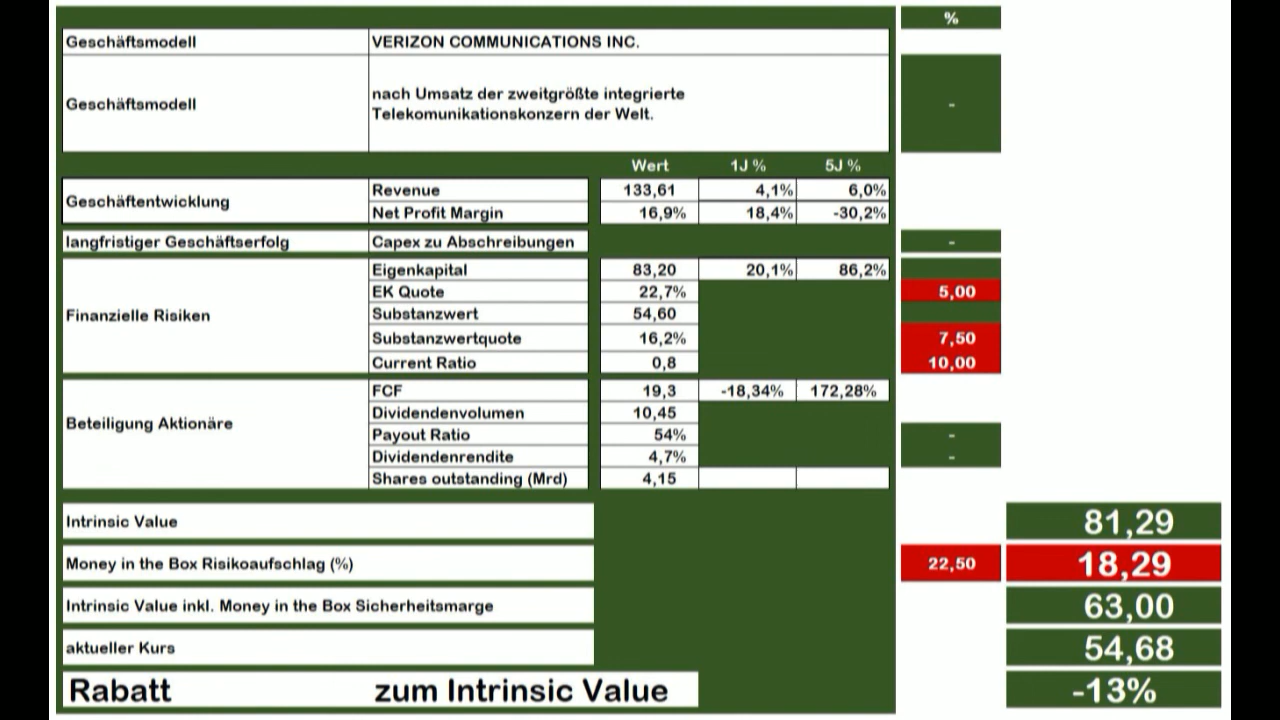 %
Geschäftsmodell VERIZON COMMUNICATIONS INC.
Geschäftsmodell nach Umsatz der zweitgrößte integrierte
Telekomunikationskonzern der Welt. -
Wert 1J % 5J %
Geschäftentwicklung Revenue 133,61 4,1% 6,0%
Net Profit Margin 16,9% 18,4% -30,2%
langfristiger Geschäftserfolg Capex zu Abschreibungen -
Finanzielle Risiken Eigenkapital 83,20 20,1% 86,2%
EK Quote 22,7% 5,00
Substanzwert 54,60
Substanzwertquote 16,2% 7,50
Current Ratio 0,8 10,00
Beteiligung Aktionäre FCF 19,3 -18,34% 172,28%
Dividendenvolumen 10,45
Payout Ratio 54% -
Dividendenrendite 4,7% -
Shares outstanding (Mrd) 4,15
Intrinsic Value 81,29
Money in the Box Risikoaufschlag (%) 22,50 18,29
Intrinsic Value inkl. Money in the Box Sicherheitsmarge 63,00
aktueller Kurs 54,68
Rabatt zum Intrinsic Value -13%